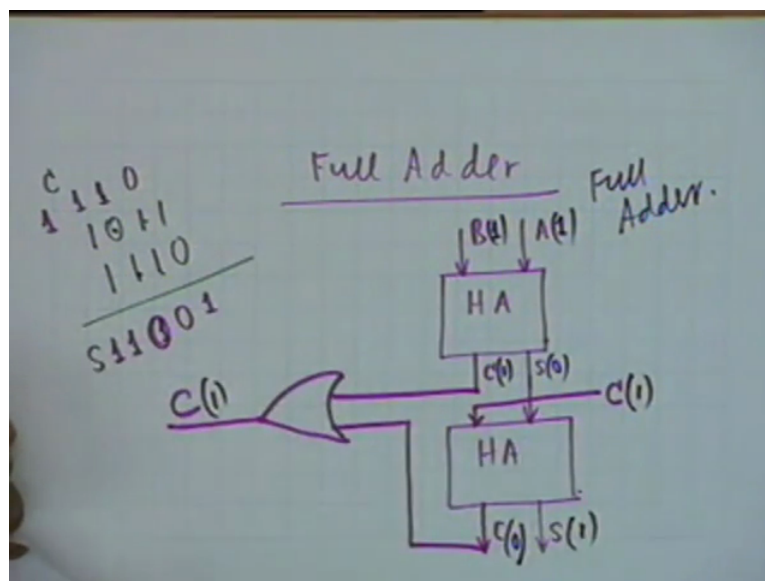 Full Adder
Full
Adder.
C
1 1 1 0
1 0 1 1
1 1 1 0
S 1 1 0 0 1
B(1) A(1)
HA
C(1) S(0)
C(1)
C(1)
HA
C(0) S(1)